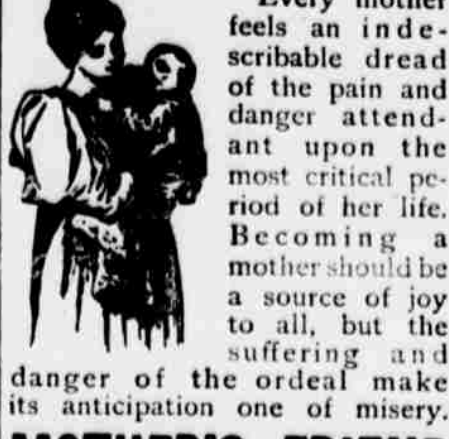 Every mother
feels an inde-
scribable dread
of the pain and
danger attend-
ant upon the
most critical pe-
riod of her life.
Becoming a
mother should be
a source of joy
to all, but the
suffering and
danger of the ordeal make
its anticipation one of misery.
MOTHER'S FRIEND